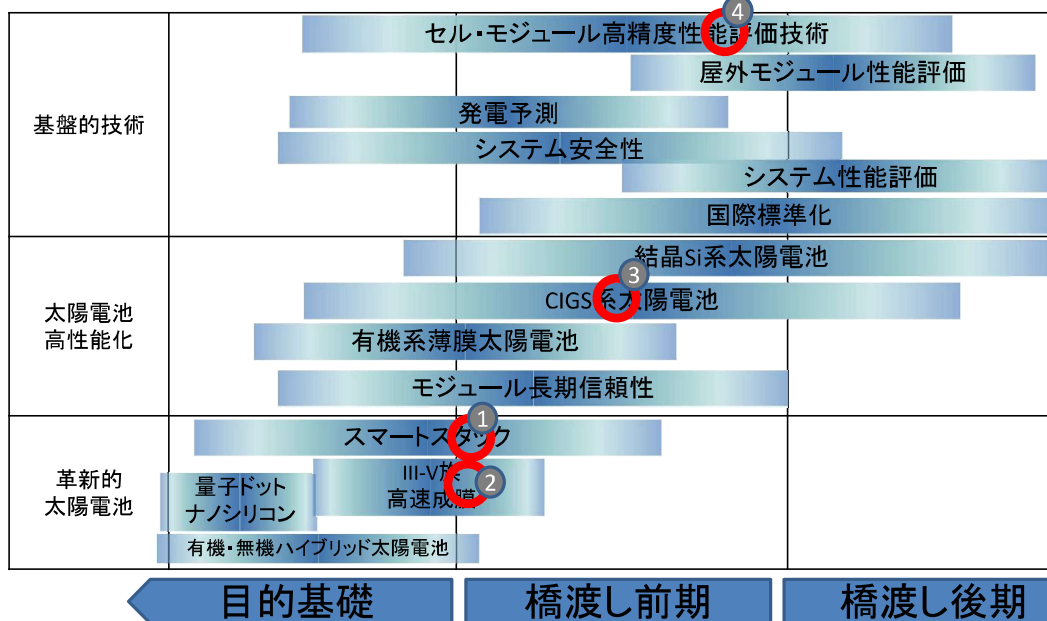 ④
セル・モジュール高精度性能評価技術
屋外モジュール性能評価
発電予測
基盤的技術
システム安全性
システム性能評価
国際標準化
結晶Si系太陽電池
3
CIGS系太陽電池
太陽電池
高性能化
有機系薄膜太陽電池
モジュール長期信頼性
1
スマートスタック
革新的
太陽電池
III-V族
高速成膜
2
量子ドット
ナノシリコン
有機・無機ハイブリッド太陽電池
目的基礎
橋渡し前期
橋渡し後期